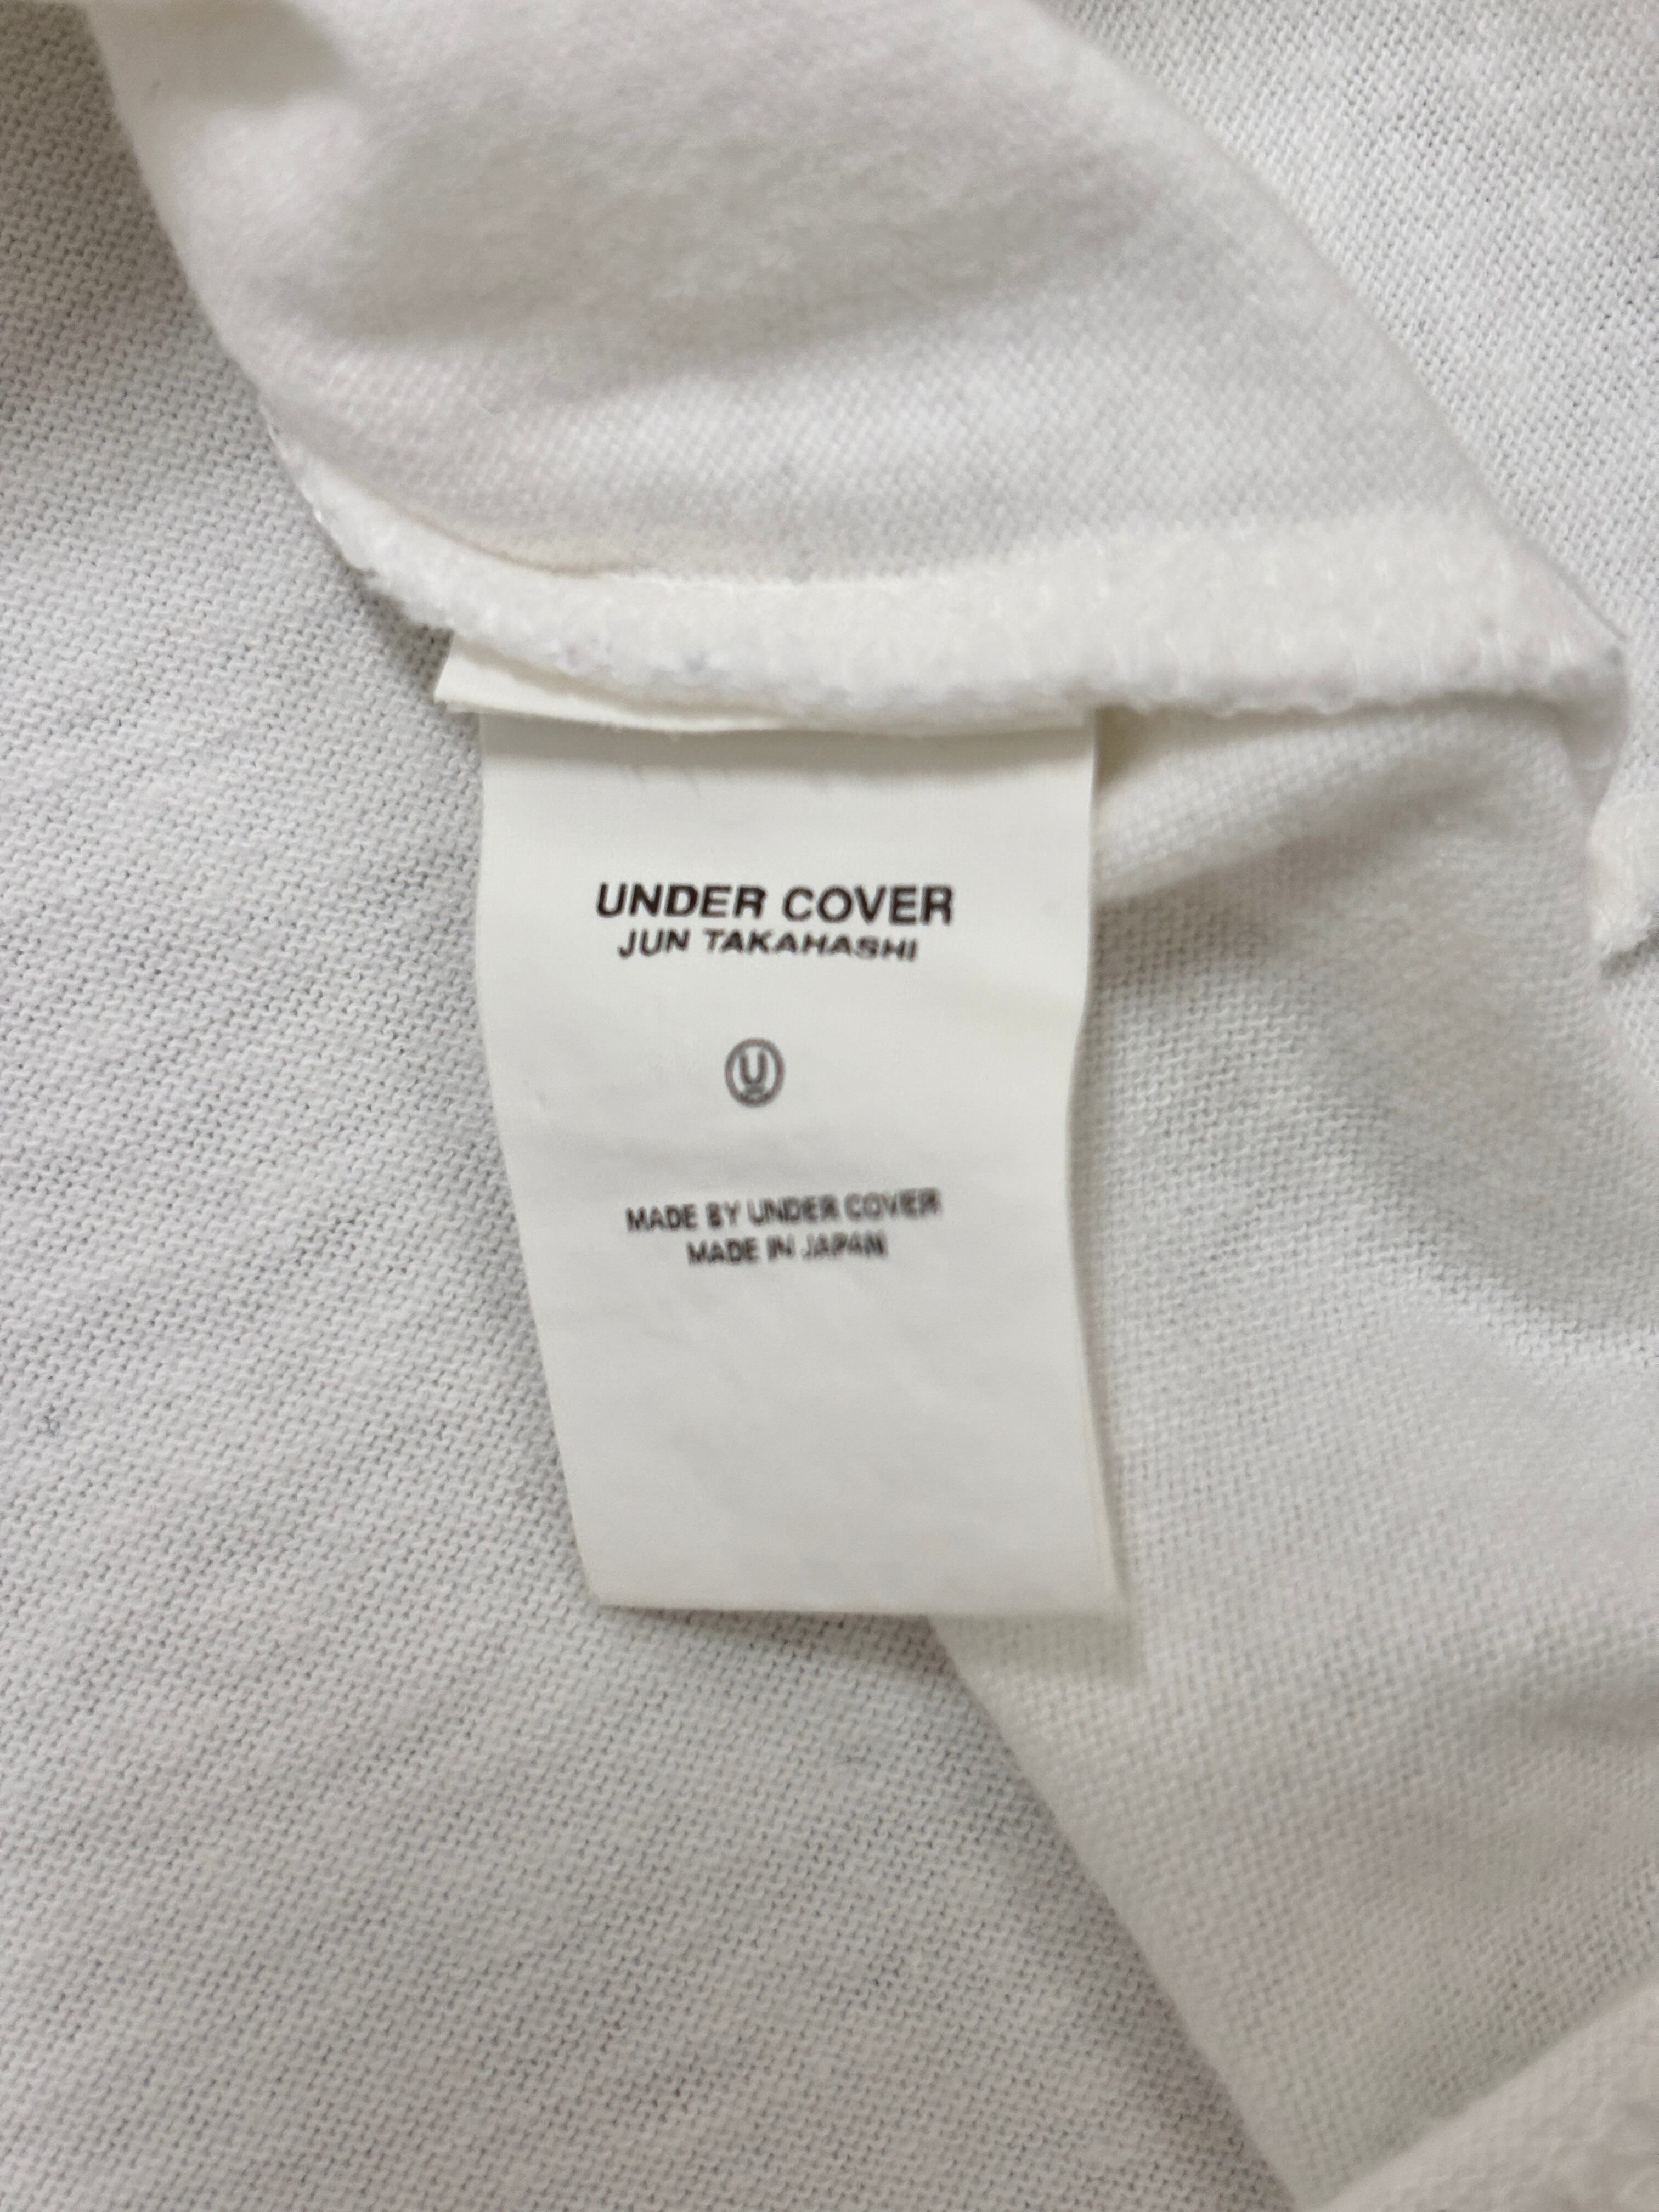 UNDER COVER
JUN TAKAHASHI
U
MADE BY UNDER COVER
MADE IN JAPAN